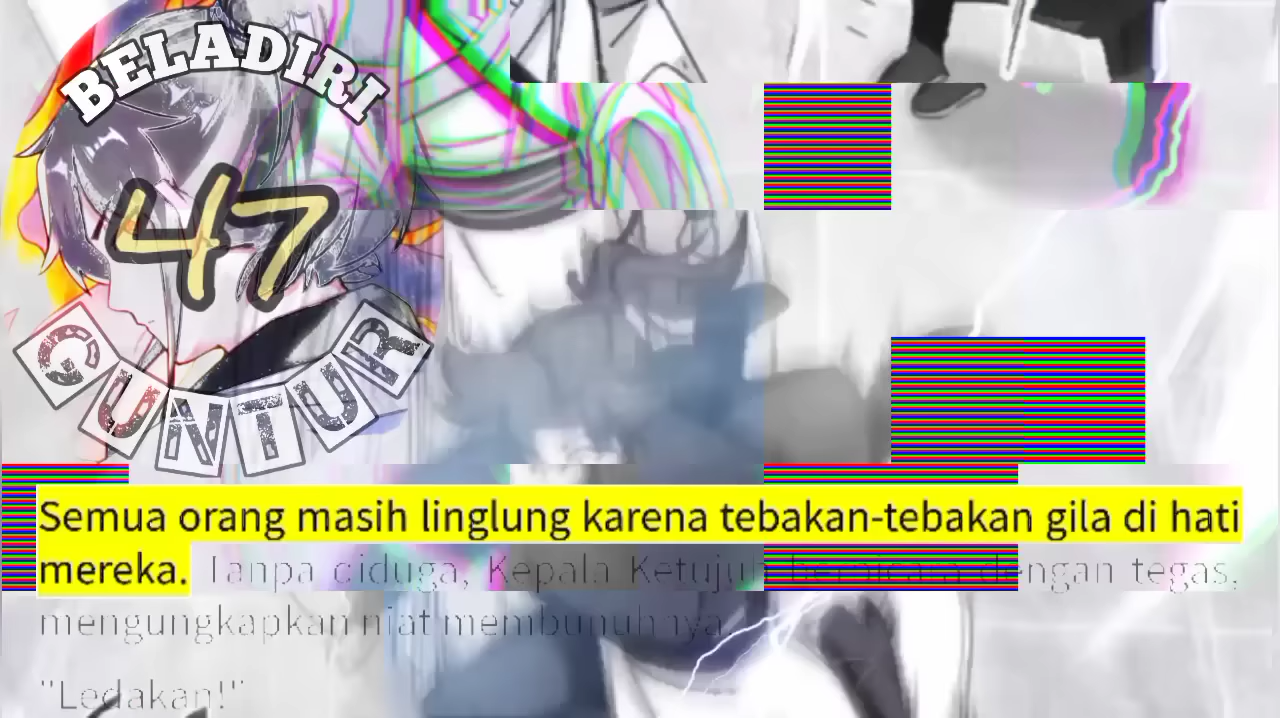 BELADIRI
47
GUNTUR
Semua orang masih linglung karena tebakan-tebakan gila di hati
mereka. Tanpa diduga, Kepala Ketujuh berbicara dengan tegas,
mengungkapkan niat membunuhnya.
"Ledakan!"